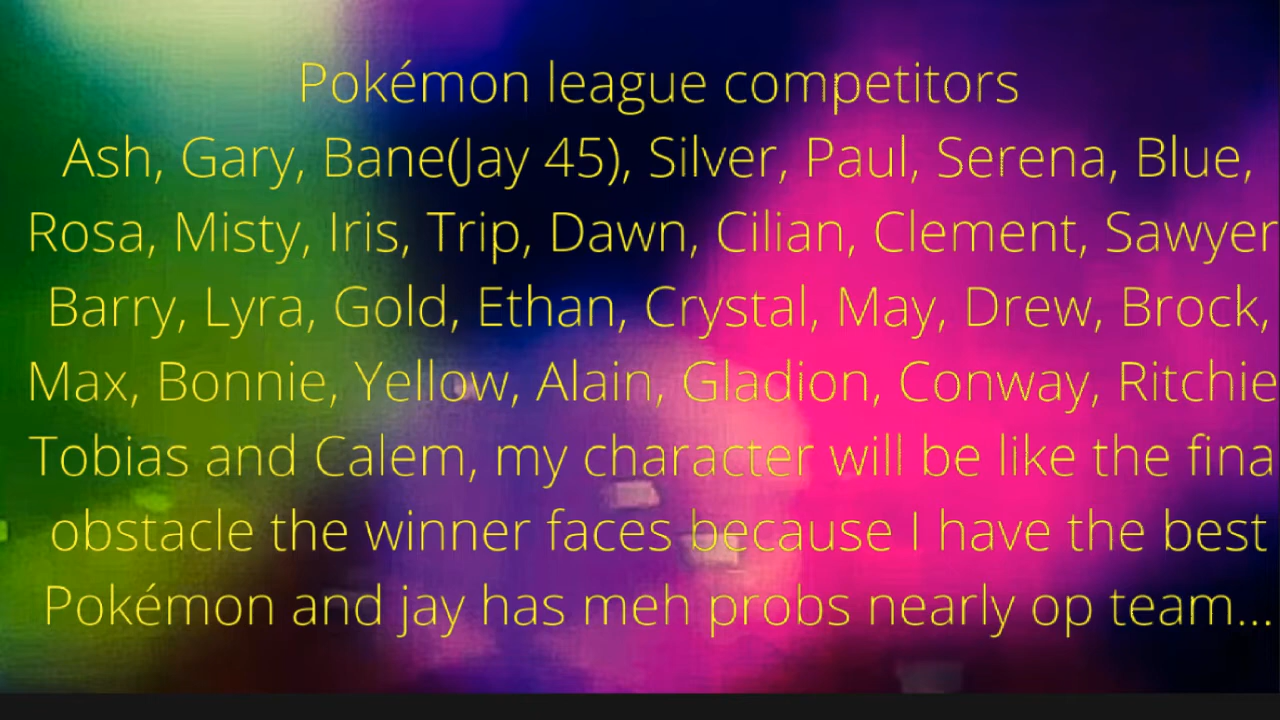 Pokémon league competitors
Ash, Gary, Bane(Jay 45), Silver, Paul, Serena, Blue,
Rosa, Misty, Iris, Trip, Dawn, Cilian, Clement, Sawyer
Barry, Lyra, Gold, Ethan, Crystal, May, Drew, Brock,
Max, Bonnie, Yellow, Alain, Gladion, Conway, Ritchie
Tobias and Calem, my character will be like the fina
obstacle the winner faces because I have the best
Pokémon and jay has meh probs nearly op team...